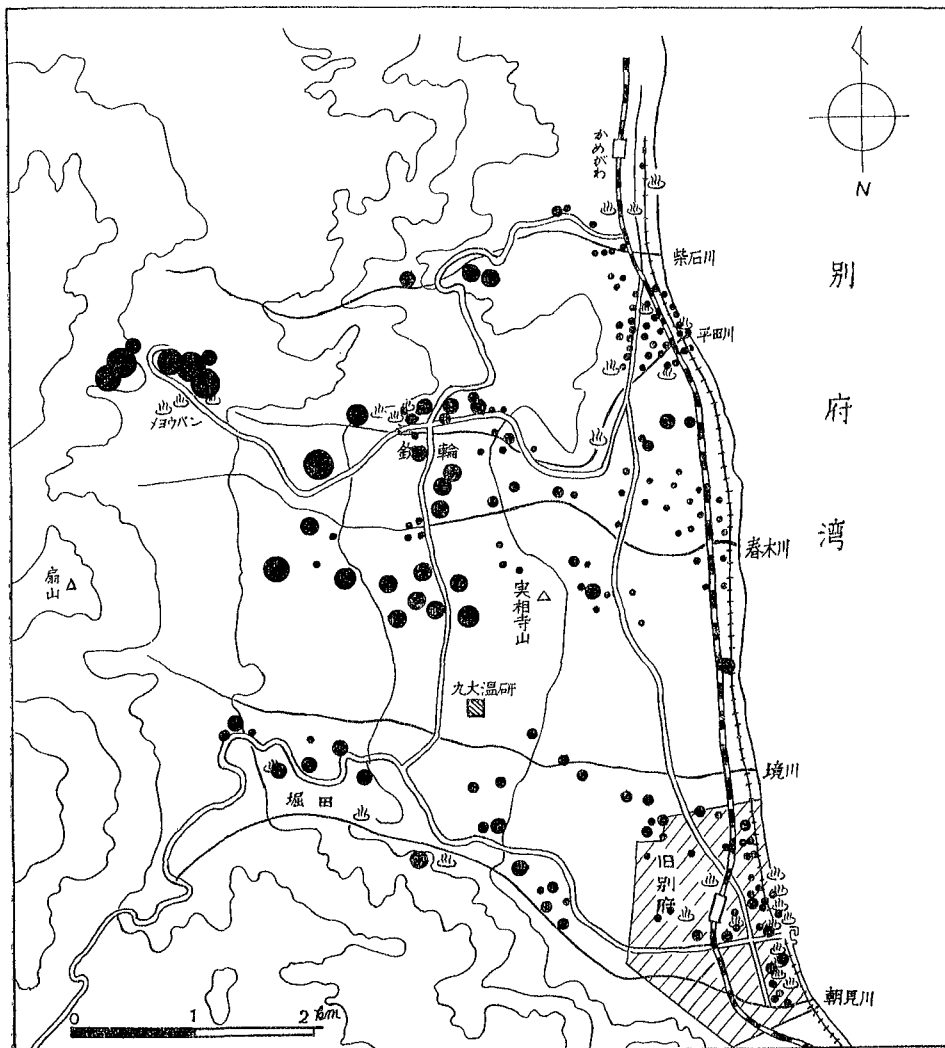 N
かめがわ
別府湾
柴石川
平田川
メヨウバン
鉄輪
春木川
扇山
実相寺山
九大温研
境川
堀田
旧別府
朝見川
0 1 2 km